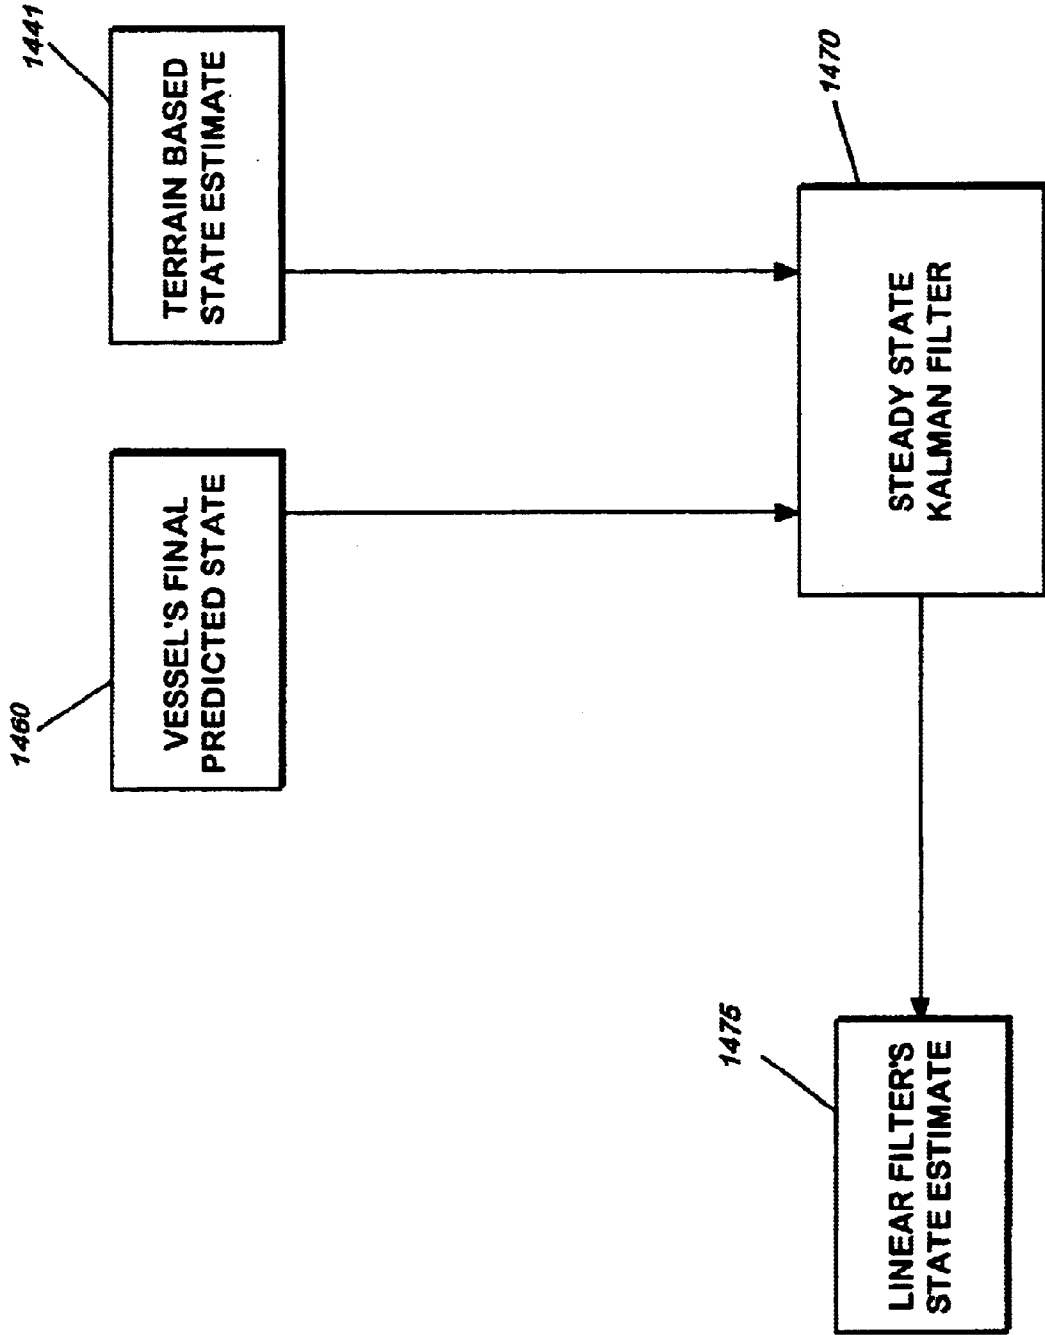 1441
TERRAIN BASED
STATE ESTIMATE
1460
VESSEL'S FINAL
PREDICTED STATE
1470
STEADY STATE
KALMAN FILTER
1475
LINEAR FILTER'S
STATE ESTIMATE